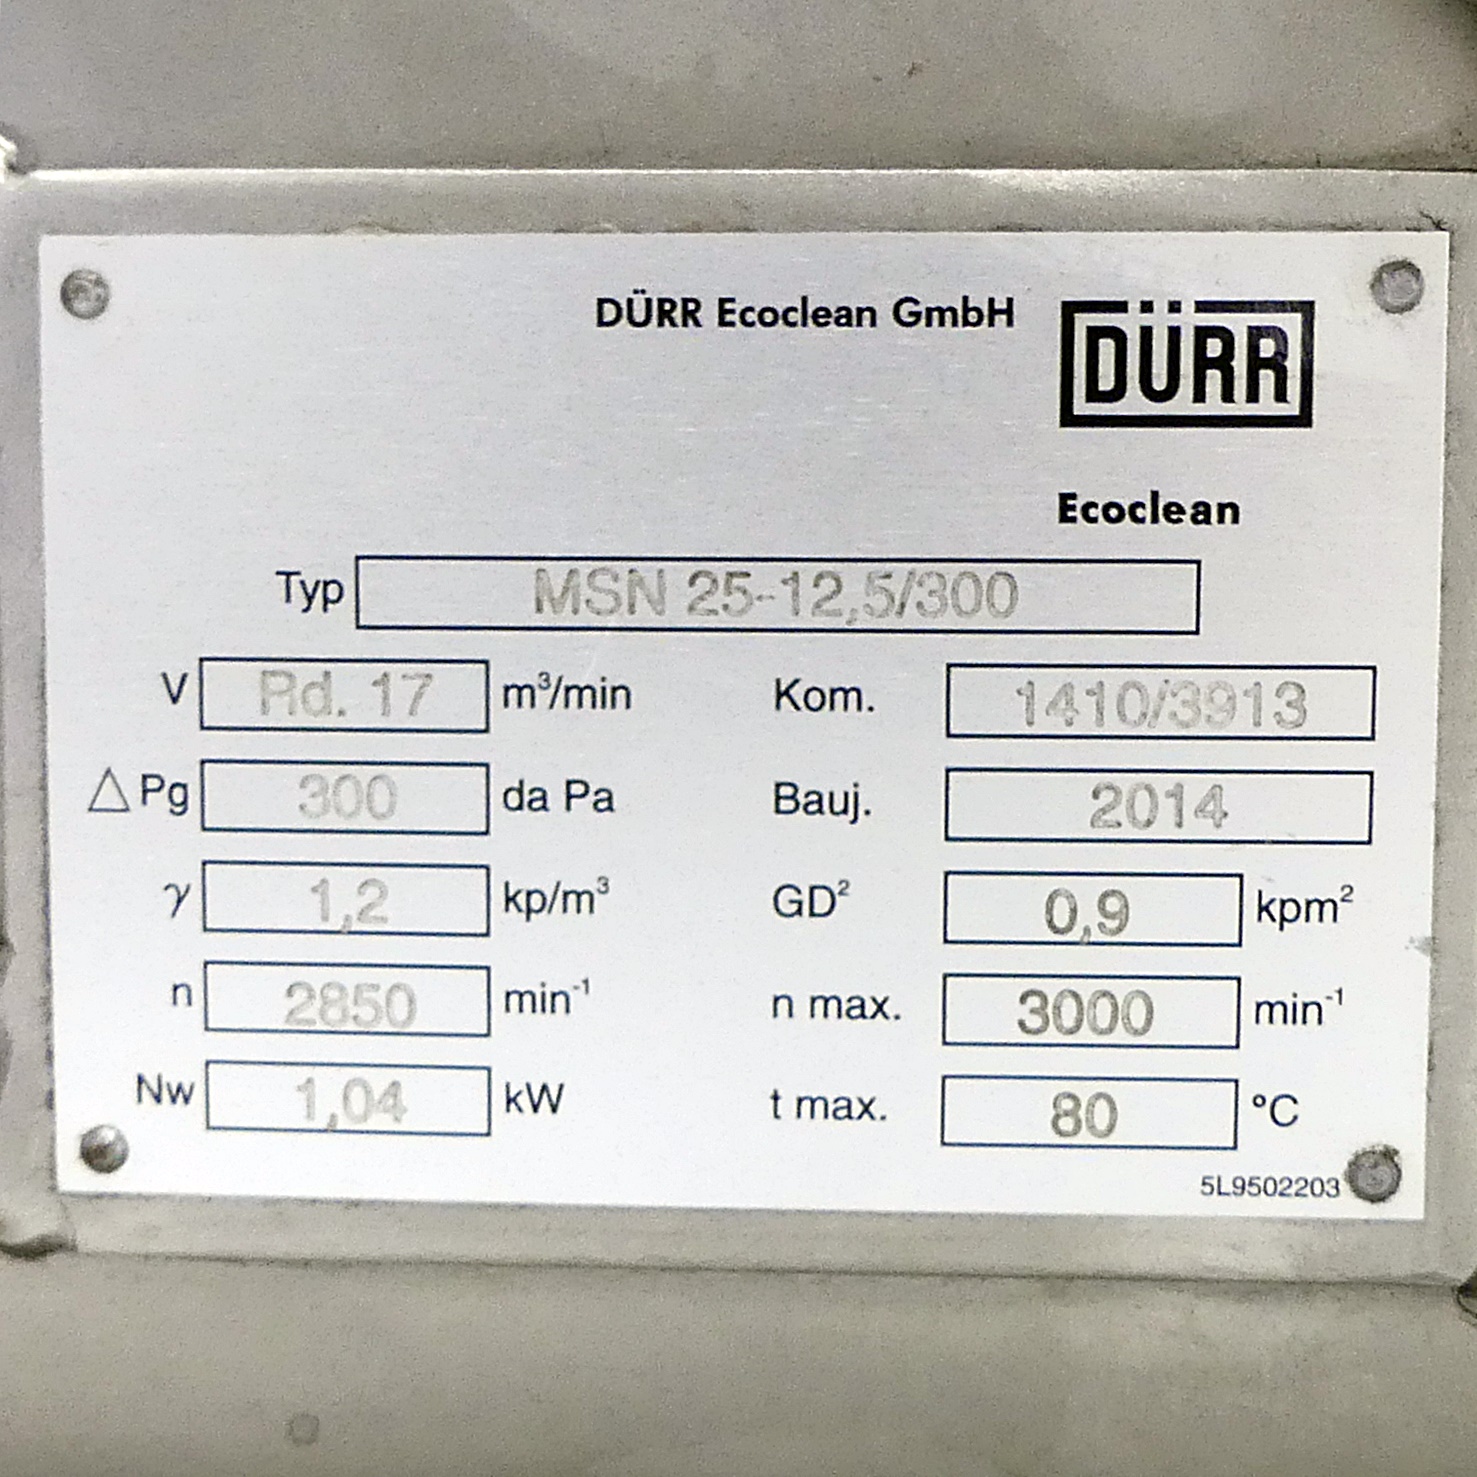 DÜRR Ecoclean GmbH
DÜRR
Ecoclean
Typ MSN 25-12,5/300
V Rd. 17 m³/min Kom. 1410/3913
△ Pg 300 da Pa Bauj. 2014
γ 1,2 kp/m³ GD² 0,9 kpm²
n 2850 min⁻¹ n max. 3000 min⁻¹
Nw 1,04 kW t max. 80 °C
5L9502203